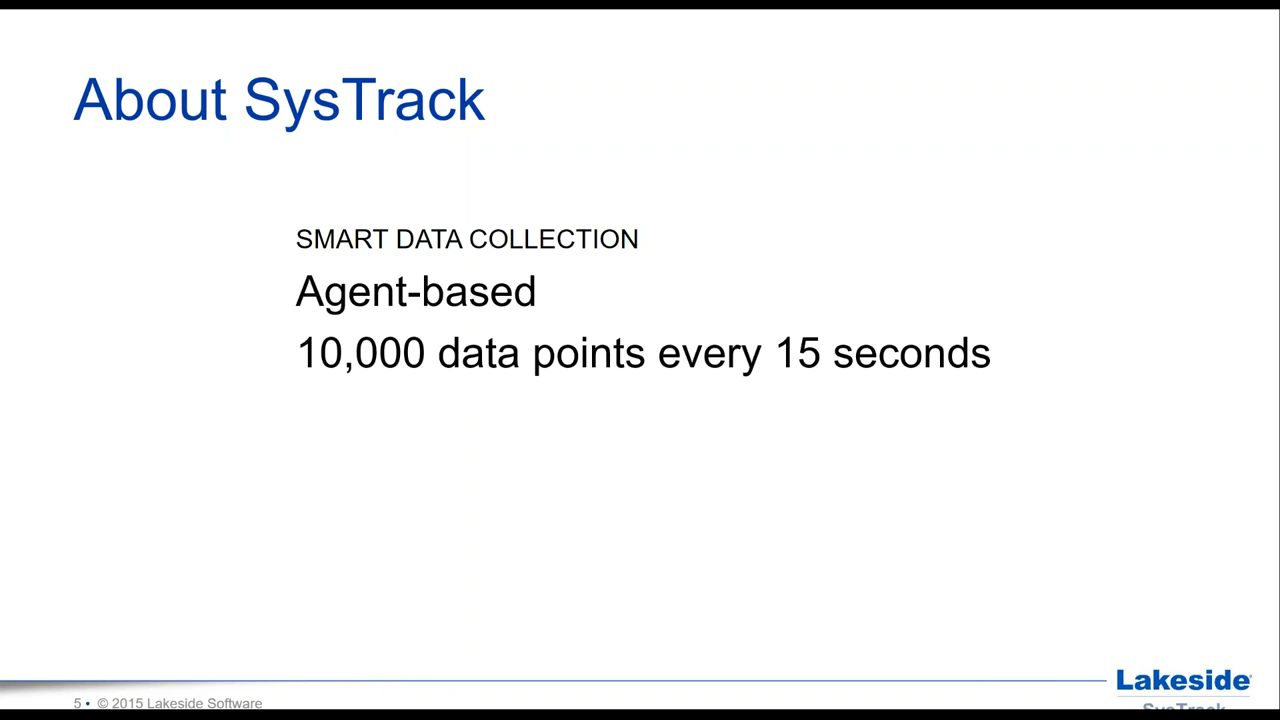 About SysTrack
SMART DATA COLLECTION
Agent-based
10,000 data points every 15 seconds
Lakeside
SysTrack
5 • © 2015 Lakeside Software